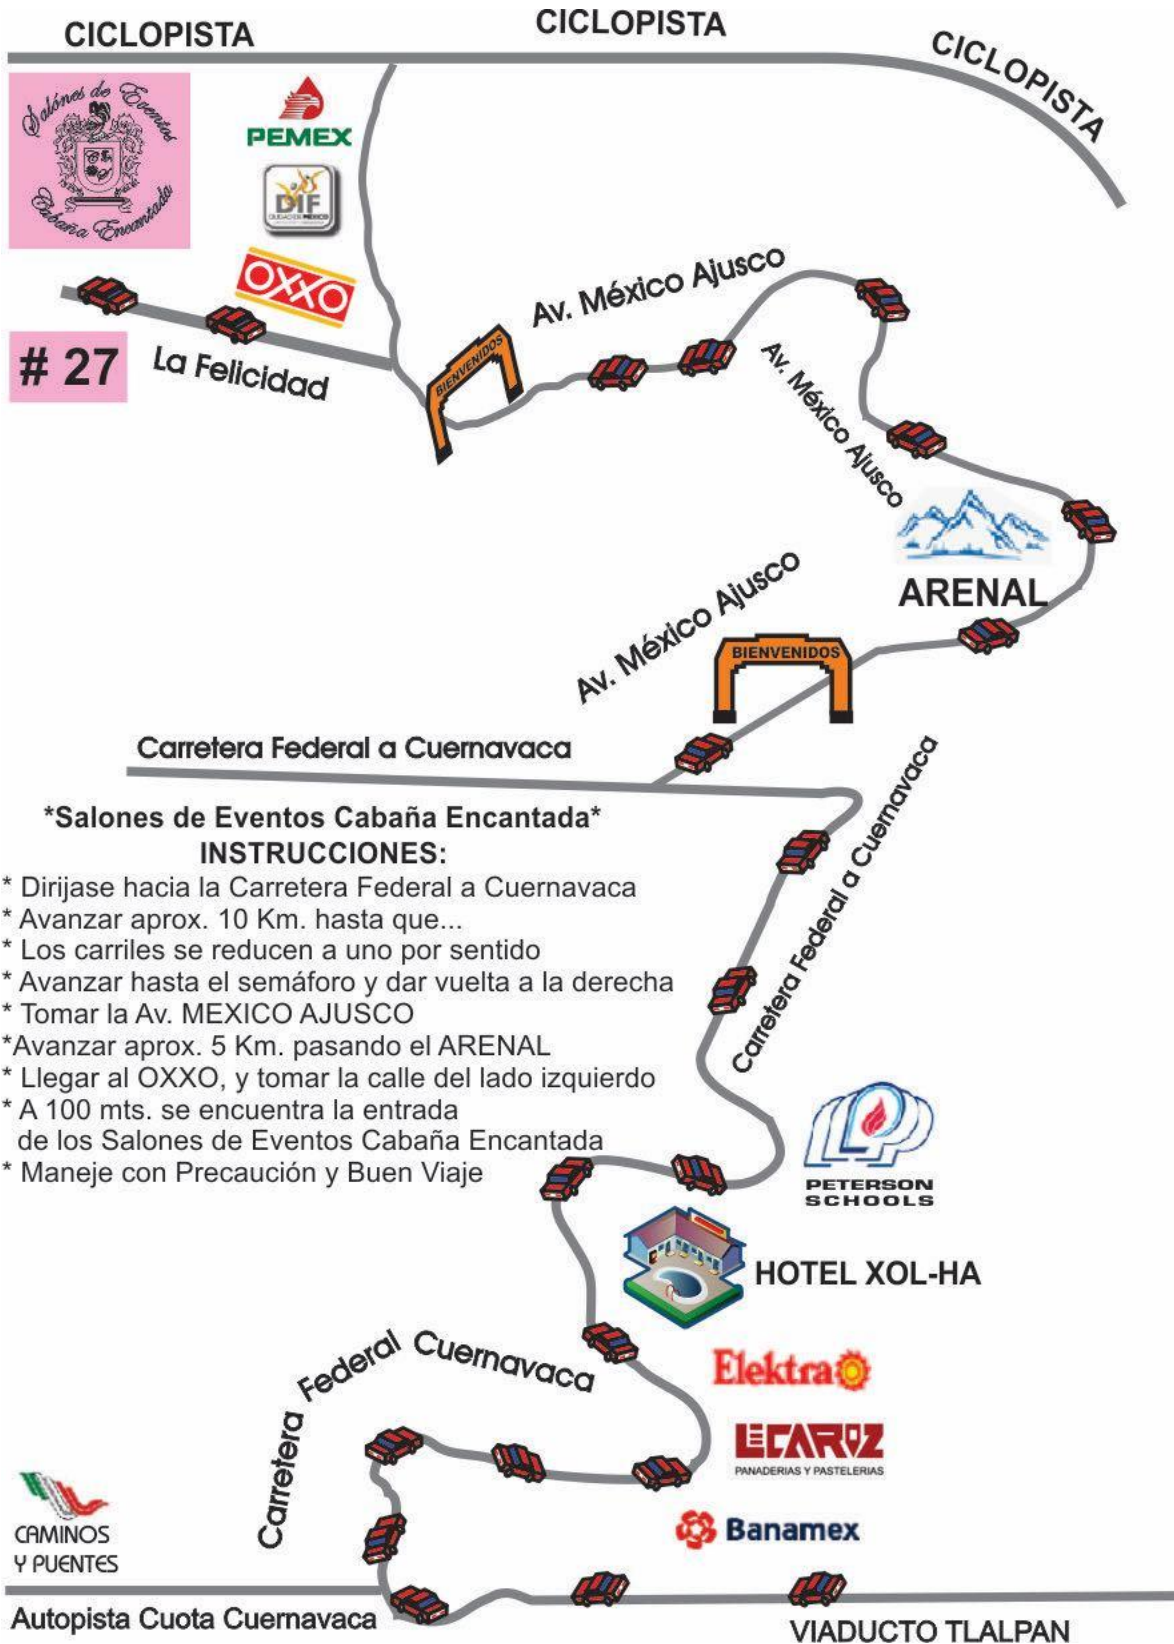 CICLOPISTA
CICLOPISTA
CICLOPISTA
Salónes de Eventos
Cabaña Encantada
PEMEX
DIF
CIUDAD DE MÉXICO
OXXO
# 27
La Felicidad
BIENVENIDOS
Av. México Ajusco
Av. México Ajusco
ARENAL
Av. México Ajusco
BIENVENIDOS
Carretera Federal a Cuernavaca
Carretera Federal a Cuernavaca
*Salones de Eventos Cabaña Encantada*
INSTRUCCIONES:
* Dirijase hacia la Carretera Federal a Cuernavaca
* Avanzar aprox. 10 Km. hasta que...
* Los carriles se reducen a uno por sentido
* Avanzar hasta el semáforo y dar vuelta a la derecha
* Tomar la Av. MEXICO AJUSCO
*Avanzar aprox. 5 Km. pasando el ARENAL
* Llegar al OXXO, y tomar la calle del lado izquierdo
* A 100 mts. se encuentra la entrada
de los Salones de Eventos Cabaña Encantada
* Maneje con Precaución y Buen Viaje
PETERSON
SCHOOLS
HOTEL XOL-HA
Carretera Federal Cuernavaca
Elektra
LECAROZ
PANADERIAS Y PASTELERIAS
Banamex
CAMINOS
Y PUENTES
Autopista Cuota Cuernavaca
VIADUCTO TLALPAN